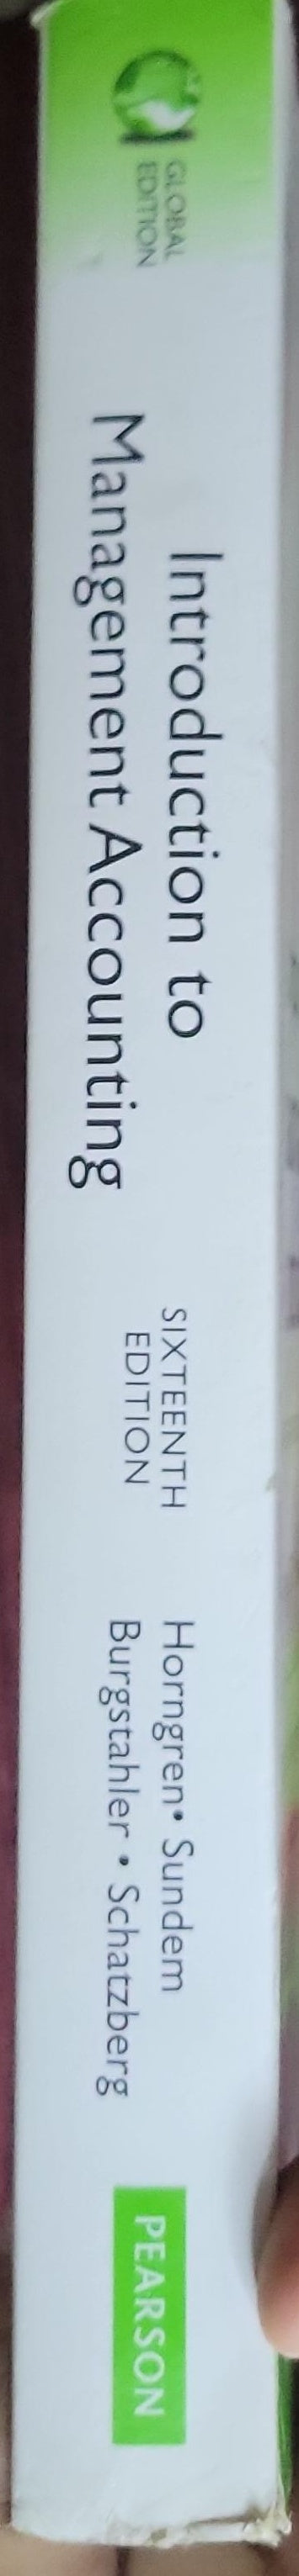 GLOBAL
EDITION
Introduction to
Management Accounting
SIXTEENTH
EDITION
Horngren • Sundem
Burgstahler • Schatzberg
PEARSON